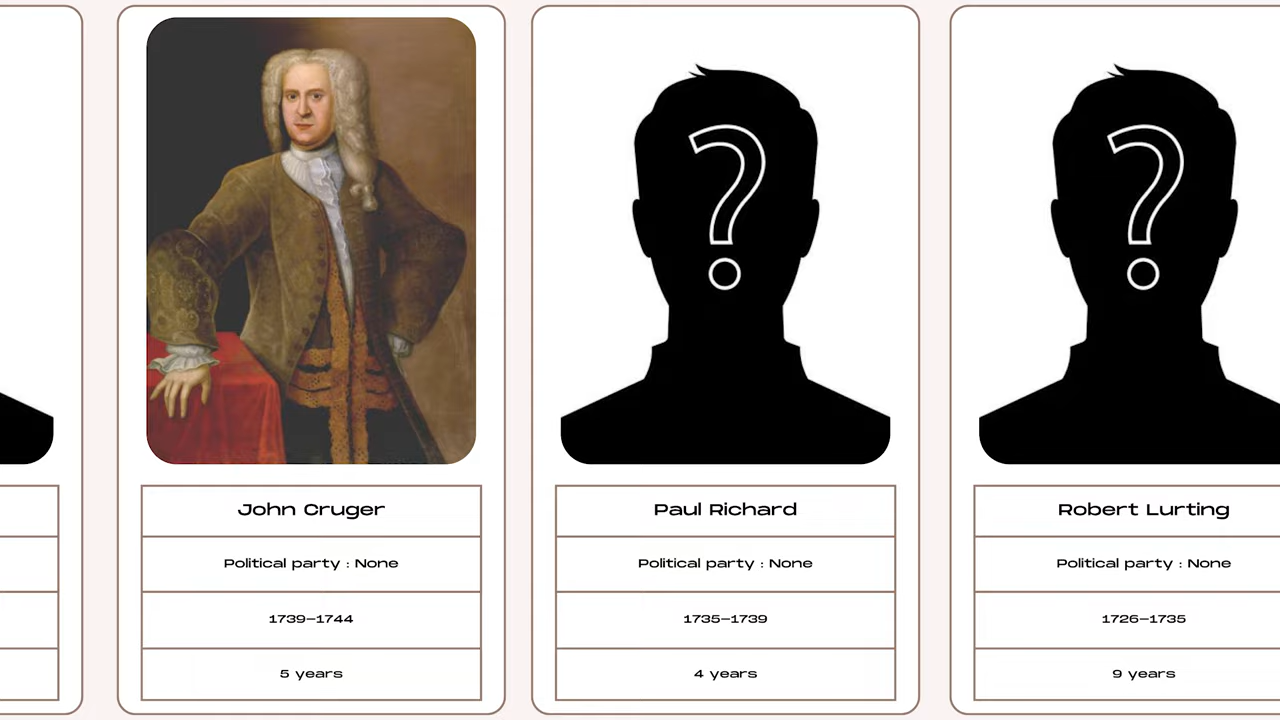 John Cruger
Political party : None
1739–1744
5 years
Paul Richard
Political party : None
1735–1739
4 years
Robert Lurting
Political party : None
1726–1735
9 years